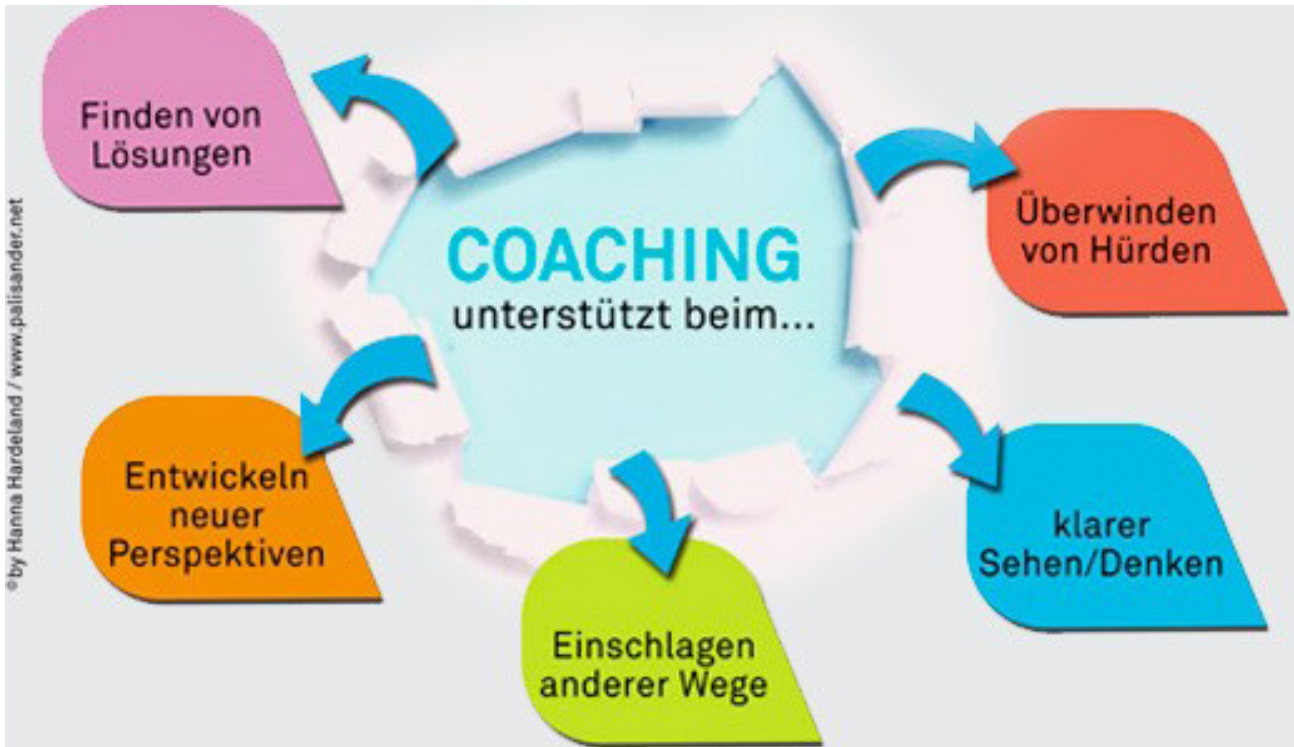 COACHING
unterstützt beim...
Finden von
Lösungen
Überwinden
von Hürden
Entwickeln
neuer
Perspektiven
klarer
Sehen/Denken
Einschlagen
anderer Wege
©by Hanna Hardeland / www.palisander.net